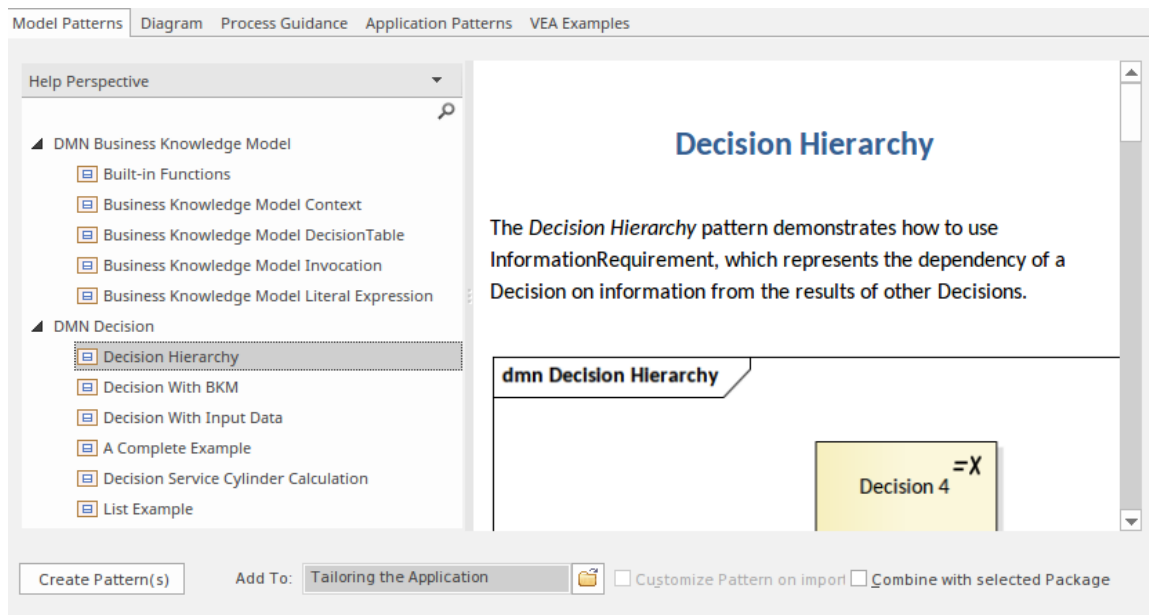 Model Patterns Diagram Process Guidance Application Patterns VEA Examples
Help Perspective
DMN Business Knowledge Model
Built-in Functions
Business Knowledge Model Context
Business Knowledge Model DecisionTable
Business Knowledge Model Invocation
Business Knowledge Model Literal Expression
DMN Decision
Decision Hierarchy
Decision With BKM
Decision With Input Data
A Complete Example
Decision Service Cylinder Calculation
List Example
Decision Hierarchy
The Decision Hierarchy pattern demonstrates how to use
InformationRequirement, which represents the dependency of a
Decision on information from the results of other Decisions.
dmn Decision Hierarchy
=X
Decision 4
Create Pattern(s) Add To: Tailoring the Application Customize Pattern on import Combine with selected Package